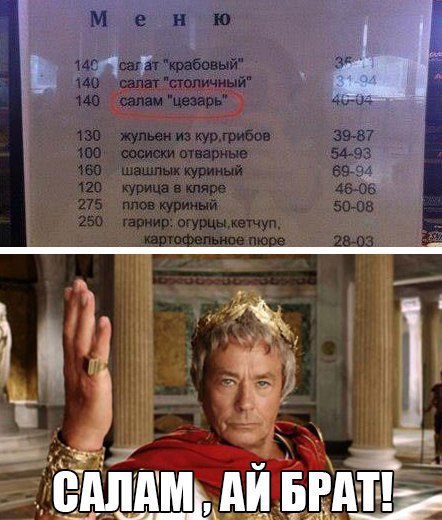 Меню
140 салат "крабовый" 35-11
140 салат "столичный" 31-94
140 салам "цезарь" 40-04
130 жульен из кур,грибов 39-87
100 сосиски отварные 54-93
160 шашлык куриный 69-94
120 курица в кляре 46-06
275 плов куриный 50-08
250 гарнир: огурцы,кетчуп,
картофельное пюре 28-03
САЛАМ , АЙ БРАТ!